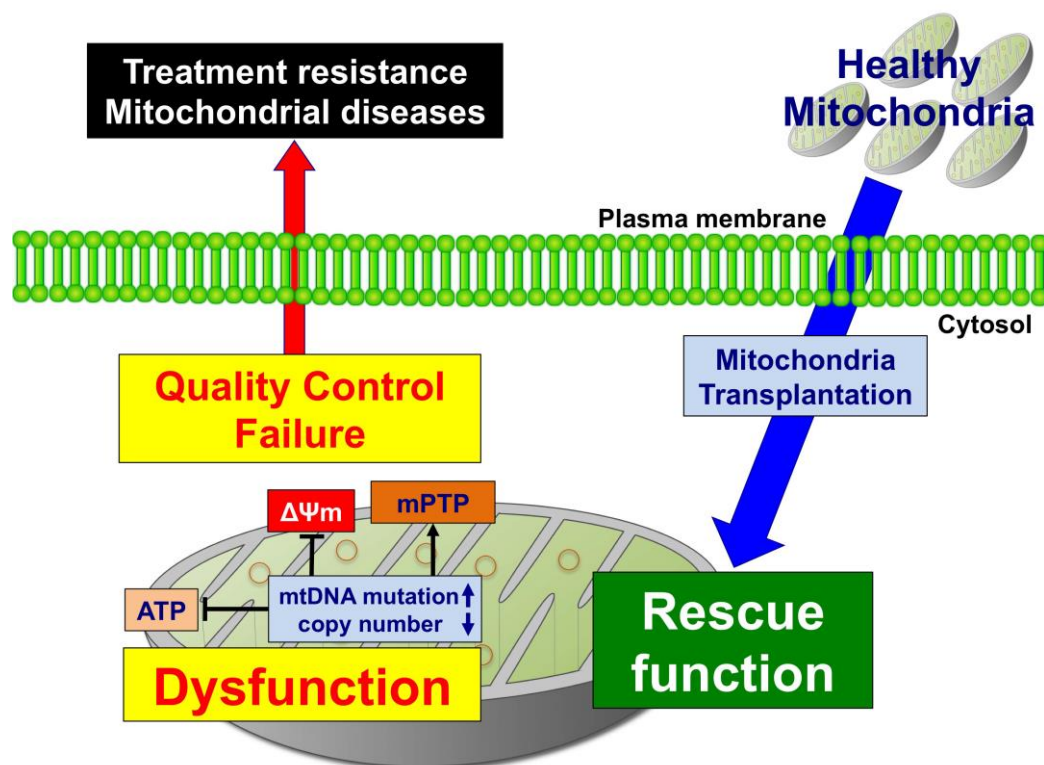 Treatment resistance
Mitochondrial diseases
Healthy
Mitochondria
Plasma membrane
Cytosol
Quality Control
Failure
Mitochondria
Transplantation
ΔΨm
mPTP
ATP
mtDNA mutation ↑
copy number ↓
Dysfunction
Rescue
function